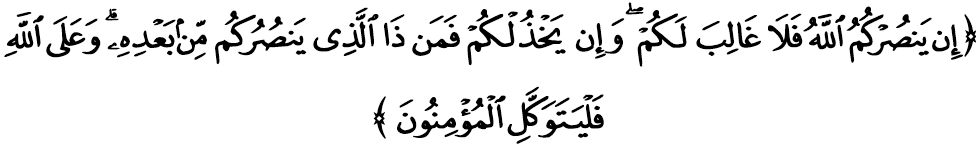 ﴿إِن يَنصُرْكُمُ ٱللَّهُ فَلَا غَالِبَ لَكُمْ ۖ وَإِن يَخْذُلْكُمْ فَمَن ذَا ٱلَّذِى يَنصُرُكُم مِّنۢ بَعْدِهِۦ ۗ وَعَلَى ٱللَّهِ
فَلْيَتَوَكَّلِ ٱلْمُؤْمِنُونَ ﴾